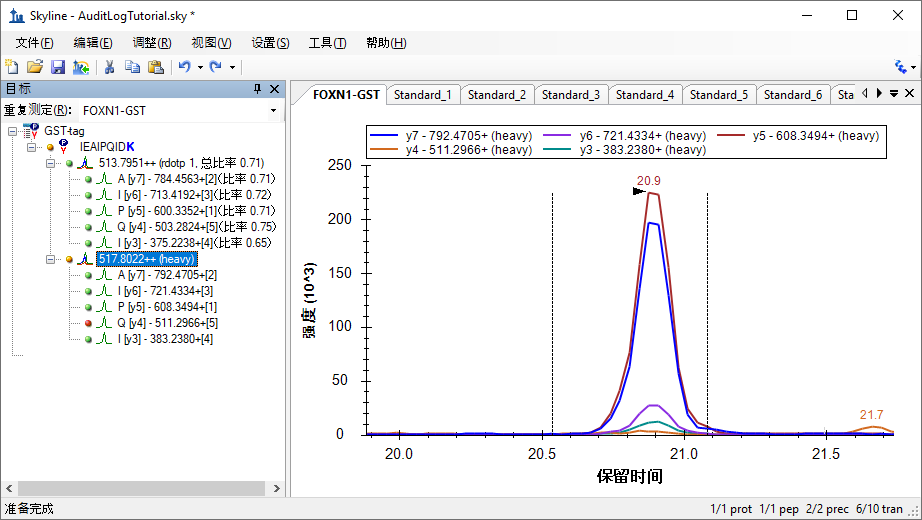 Skyline - AuditLogTutorial.sky *
文件(F) 编辑(E) 调整(R) 视图(V) 设置(S) 工具(T) 帮助(H)
目标
重复测定(R): FOXN1-GST
GST-tag
IEAIPQIDK
513.7951++ (rdotp 1, 总比率 0.71)
A [y7] - 784.4563+[2](比率 0.71)
I [y6] - 713.4192+[3](比率 0.72)
P [y5] - 600.3352+[1](比率 0.71)
Q [y4] - 503.2824+[5](比率 0.75)
I [y3] - 375.2238+[4](比率 0.65)
517.8022++ (heavy)
A [y7] - 792.4705+[2]
I [y6] - 721.4334+[3]
P [y5] - 608.3494+[1]
Q [y4] - 511.2966+[5]
I [y3] - 383.2380+[4]
FOXN1-GST Standard_1 Standard_2 Standard_3 Standard_4 Standard_5 Standard_6 Sta
y7 - 792.4705+ (heavy) y6 - 721.4334+ (heavy) y5 - 608.3494+ (heavy)
y4 - 511.2966+ (heavy) y3 - 383.2380+ (heavy)
250
200
150
100
50
0
强度 (10^3)
20.9
21.7
20.0 20.5 21.0 21.5
保留时间
准备完成
1/1 prot 1/1 pep 2/2 prec 6/10 tran